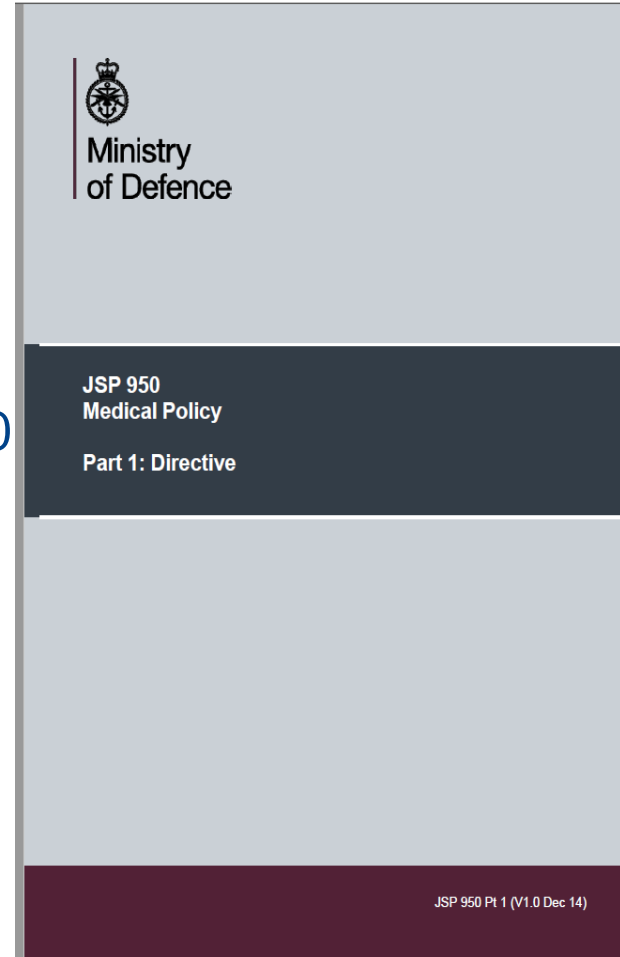 Ministry
of Defence
JSP 950
Medical Policy
Part 1: Directive
JSP 950 Pt 1 (V1.0 Dec 14)